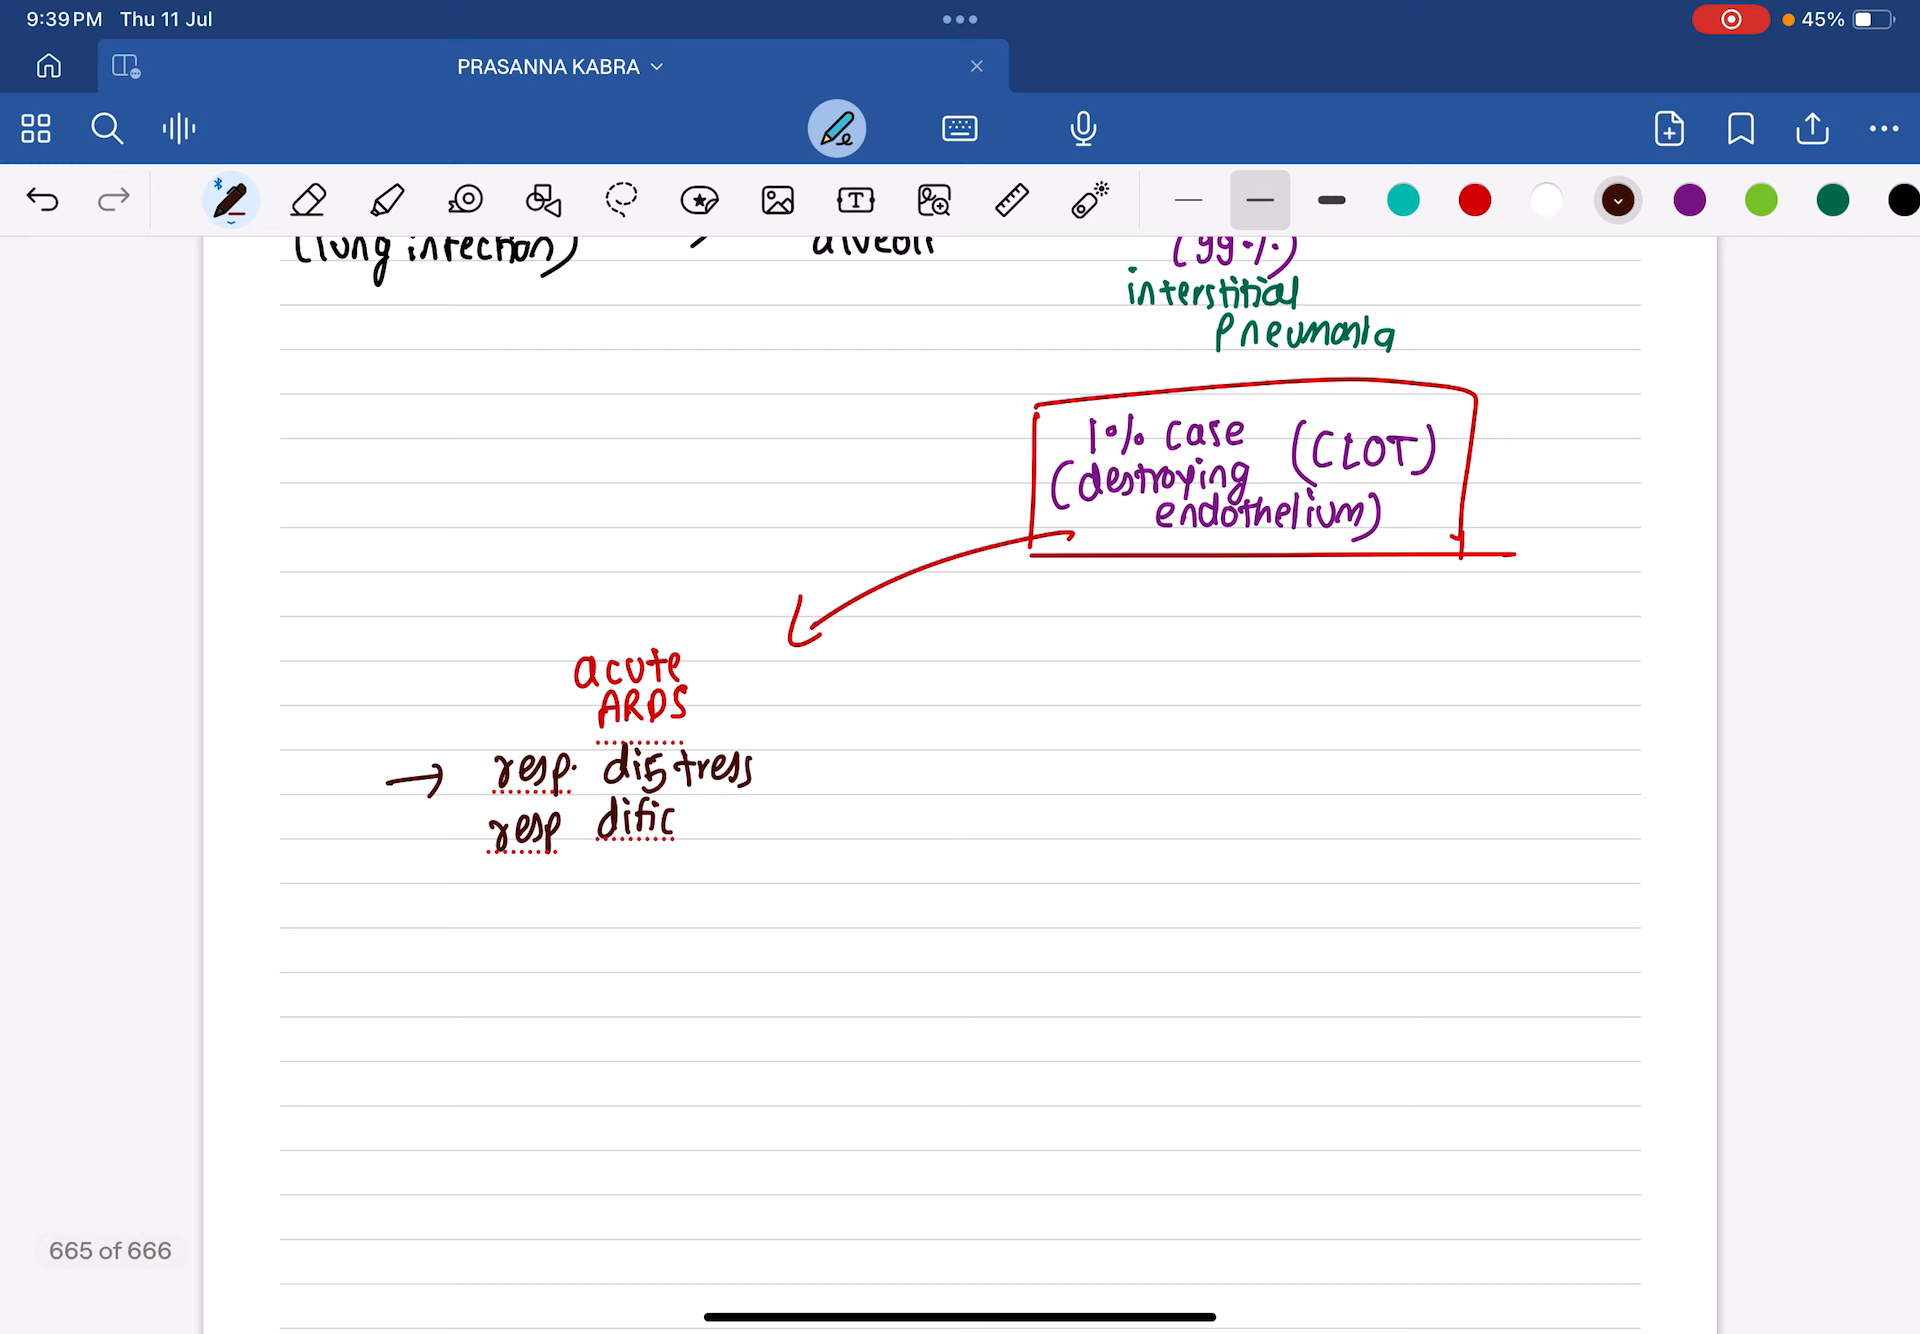 9:39 PM Thu 11 Jul
45%
PRASANNA KABRA
(lung infection) alveoli (99%)
interstitial
Pneumonia
1% case (CLOT)
(destroying
endothelium)
acute
ARDS
→ resp. distress
resp dific
665 of 666